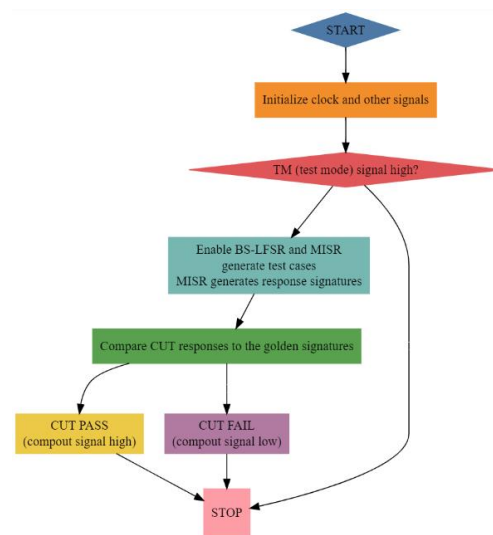 START
Initialize clock and other signals
TM (test mode) signal high?
Enable BS-LFSR and MISR
generate test cases
MISR generates response signatures
Compare CUT responses to the golden signatures
CUT PASS
(compout signal high)
CUT FAIL
(compout signal low)
STOP